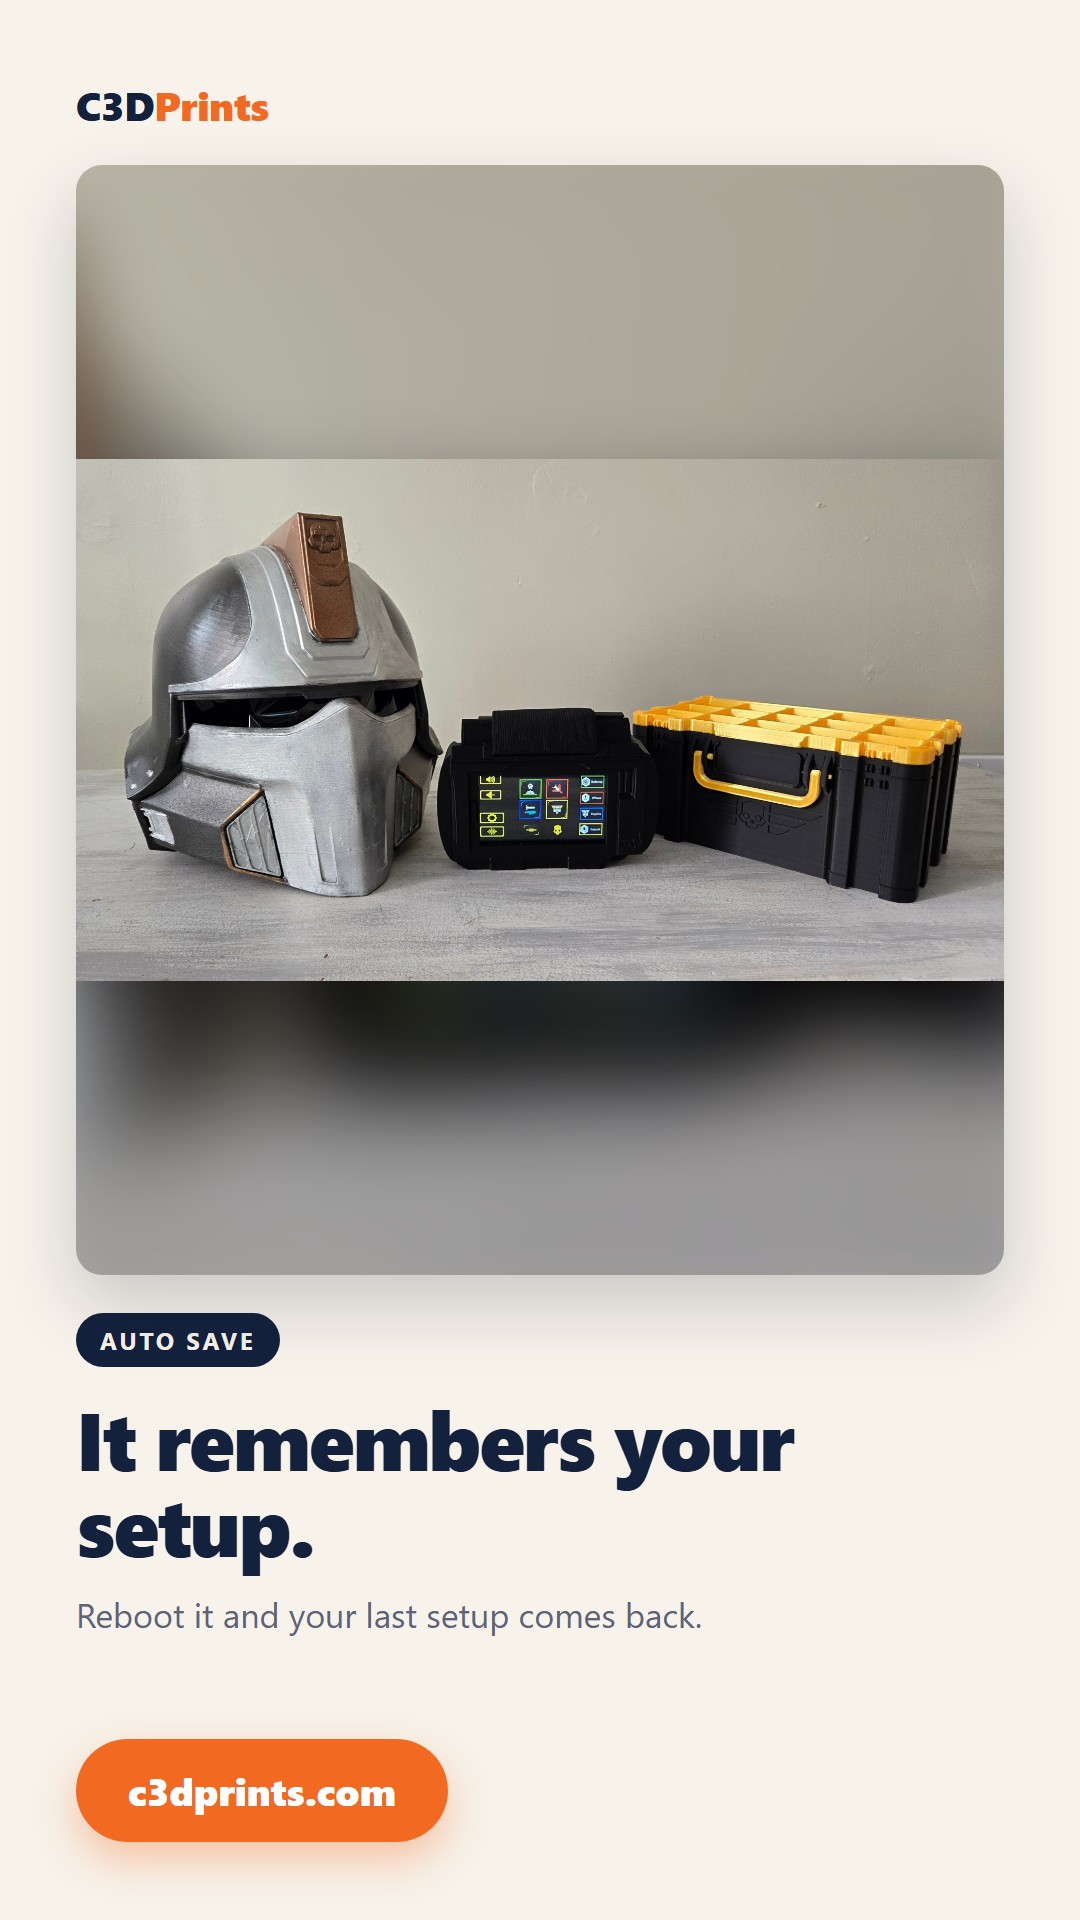 C3DPrints
AUTO SAVE
It remembers your
setup.
Reboot it and your last setup comes back.
c3dprints.com